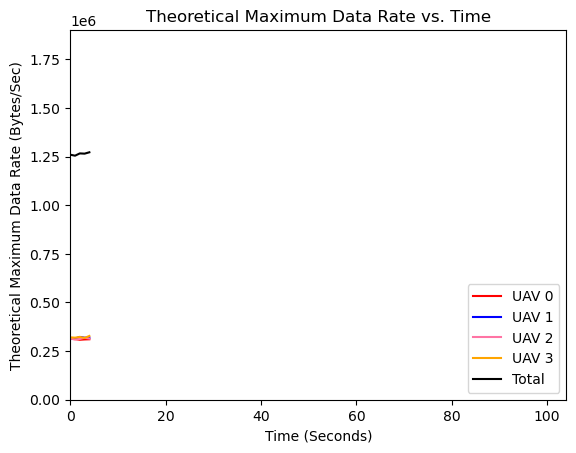 Theoretical Maximum Data Rate vs. Time
1e6
1.75
1.50
1.25
1.00
0.75
0.50
0.25
0.00
Theoretical Maximum Data Rate (Bytes/Sec)
UAV 0
UAV 1
UAV 2
UAV 3
Total
0 20 40 60 80 100
Time (Seconds)